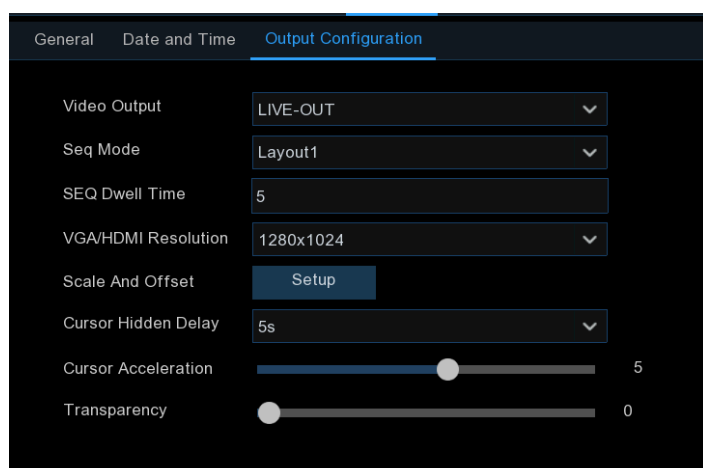 General Date and Time Output Configuration
Video Output LIVE-OUT
Seq Mode Layout1
SEQ Dwell Time 5
VGA/HDMI Resolution 1280x1024
Scale And Offset Setup
Cursor Hidden Delay 5s
Cursor Acceleration 5
Transparency 0